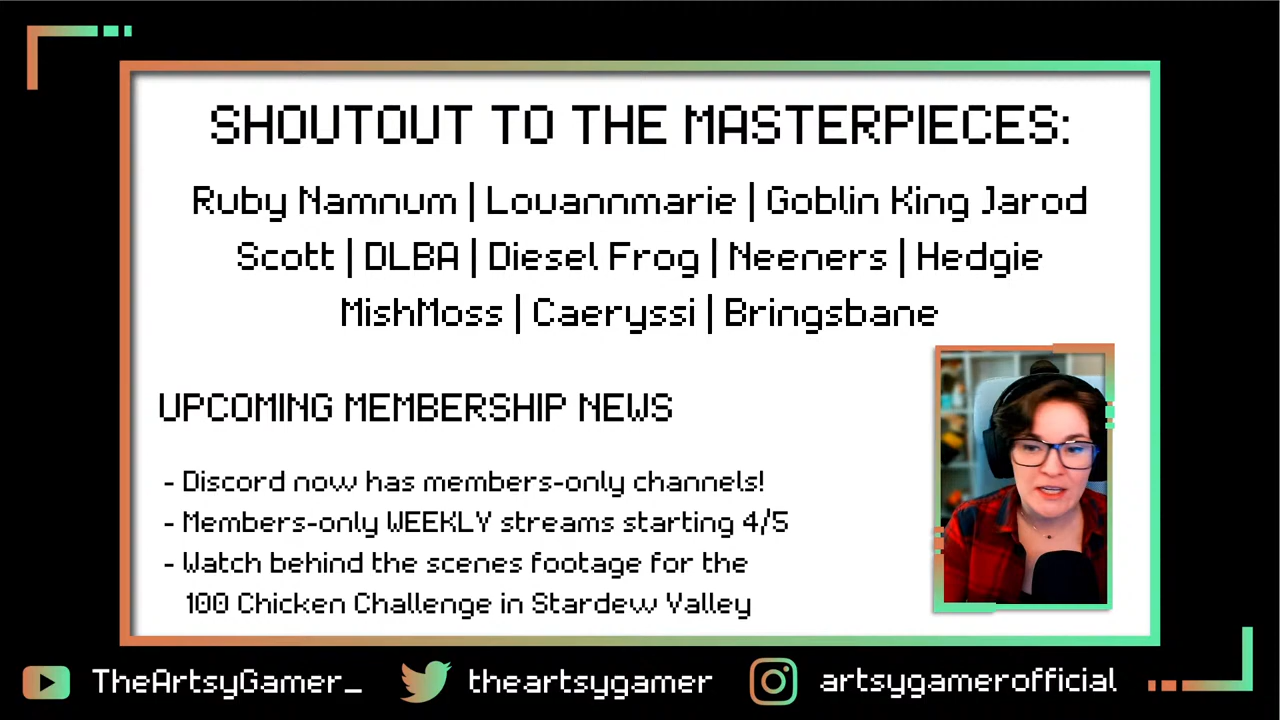 SHOUTOUT TO THE MASTERPIECES:
Ruby Namnum | Louannmarie | Goblin King Jarod
Scott | DLBA | Diesel Frog | Neeners | Hedgie
MishMoss | Caeryssi | Bringsbane
UPCOMING MEMBERSHIP NEWS
- Discord now has members-only channels!
- Members-only WEEKLY streams starting 4/5
- Watch behind the scenes footage for the
100 Chicken Challenge in Stardew Valley
TheArtsyGamer_ theartsygamer artsygamerofficial